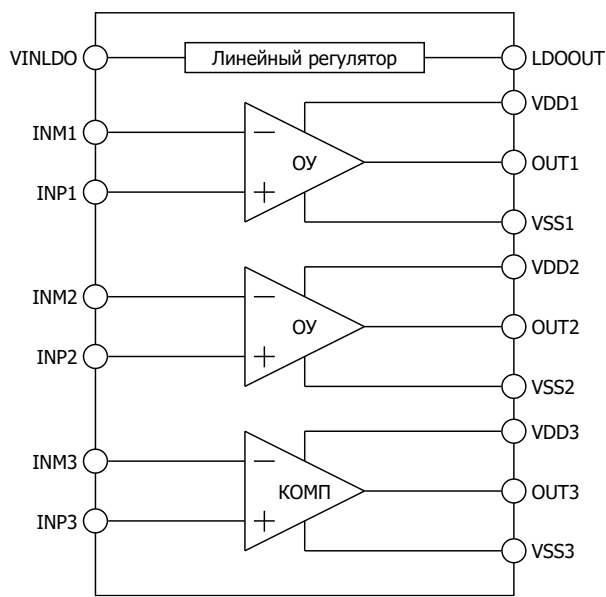 VINLDO
Линейный регулятор
LDOOUT
VDD1
INM1
ОУ
OUT1
INP1
VSS1
VDD2
INM2
ОУ
OUT2
INP2
VSS2
VDD3
INM3
КОМП
OUT3
INP3
VSS3